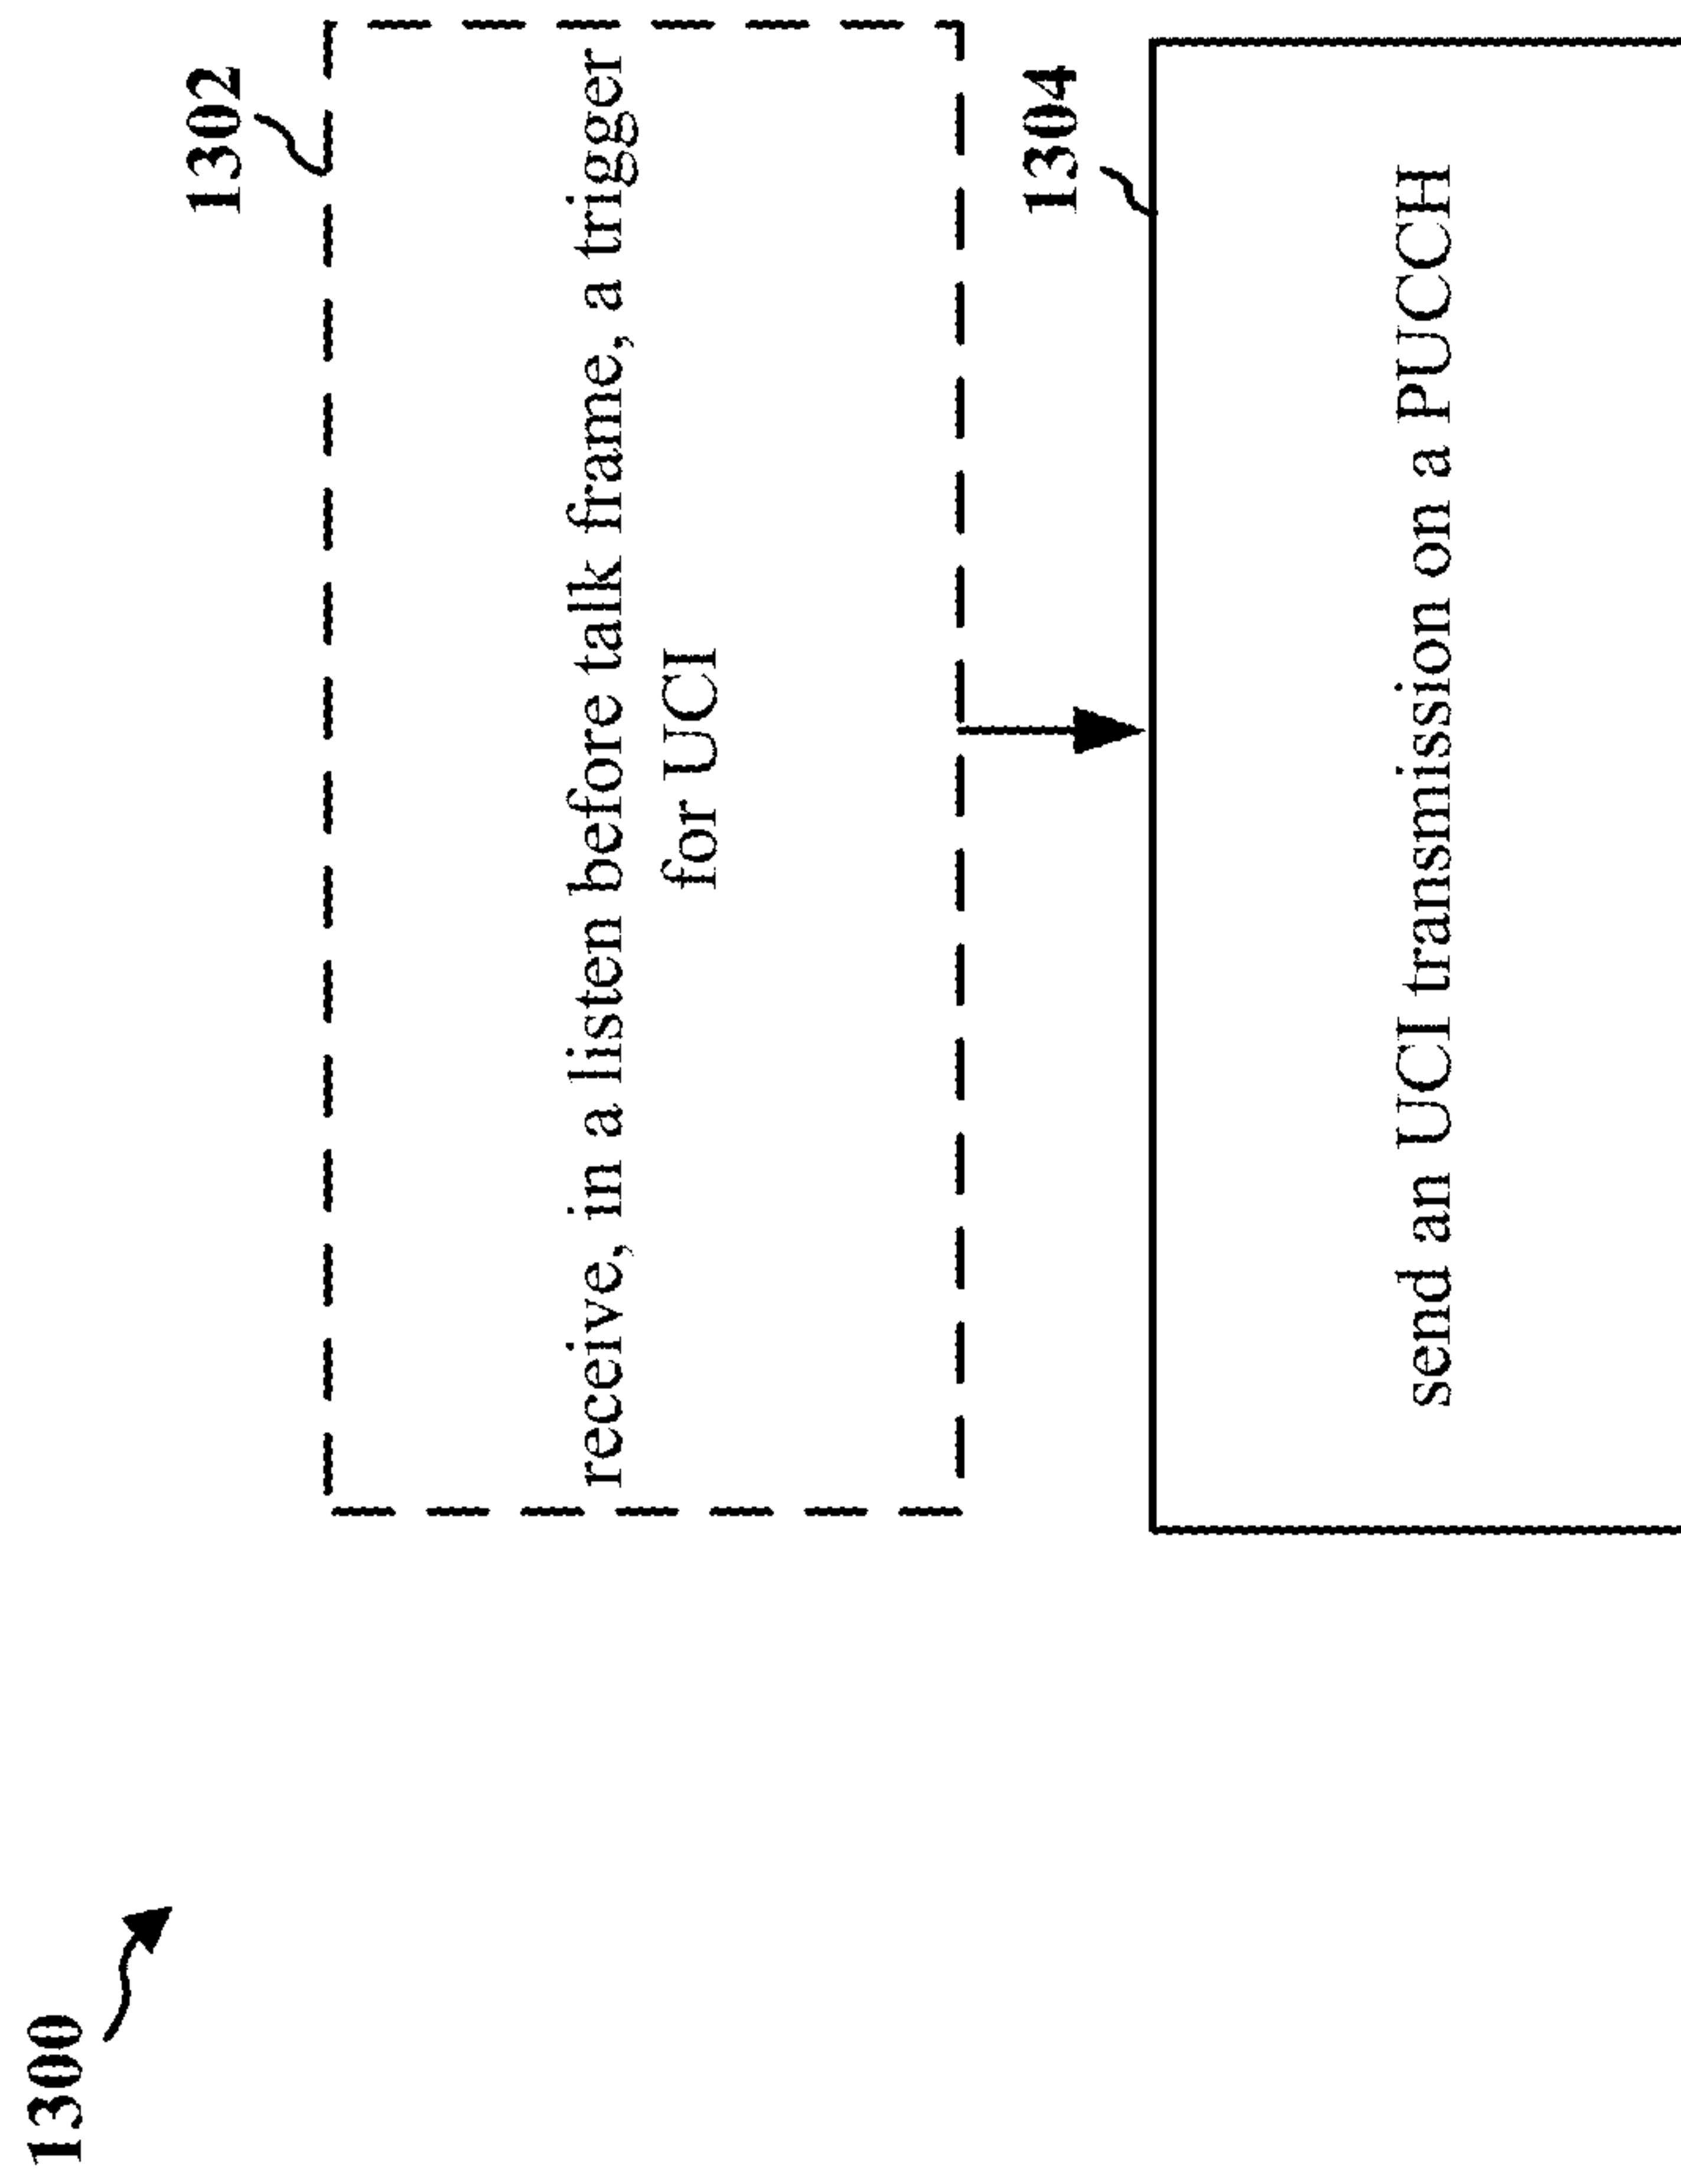 1300
1302
receive, in a listen before talk frame, a trigger
for UCI
1304
send an UCI transmission on a PUCCH